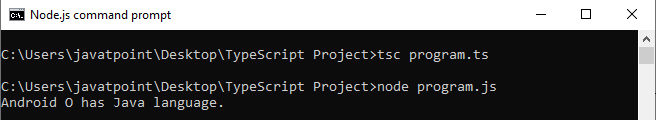 Node.js command prompt
C:\Users\javatpoint\Desktop\TypeScript Project>tsc program.ts
C:\Users\javatpoint\Desktop\TypeScript Project>node program.js
Android O has Java language.